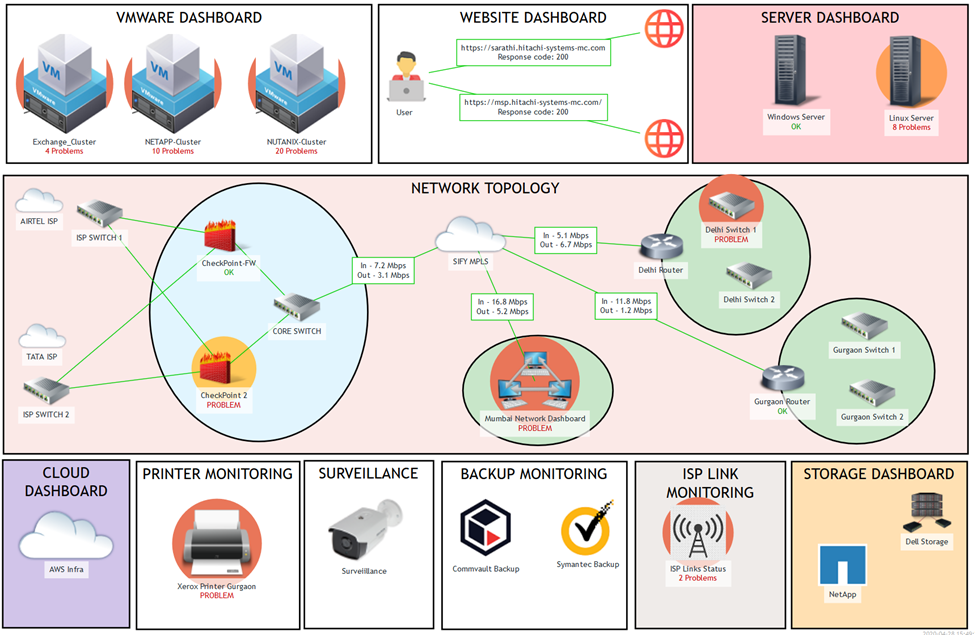 VMWARE DASHBOARD
VM
VMware
VM
VMware
VM
VMware
Exchange_Cluster
4 Problems
NETAPP-Cluster
10 Problems
NUTANIX-Cluster
20 Problems
WEBSITE DASHBOARD
https://sarathi.hitachi-systems-mc.com
Response code: 200
User
https://msp.hitachi-systems-mc.com/
Response code: 200
SERVER DASHBOARD
Windows Server
OK
Linux Server
8 Problems
NETWORK TOPOLOGY
AIRTEL ISP
ISP SWITCH 1
CheckPoint-FW
OK
In - 7.2 Mbps
Out - 3.1 Mbps
CORE SWITCH
TATA ISP
ISP SWITCH 2
CheckPoint 2
PROBLEM
SIFY MPLS
In - 5.1 Mbps
Out - 6.7 Mbps
In - 16.8 Mbps
Out - 5.2 Mbps
In - 11.8 Mbps
Out - 1.2 Mbps
Delhi Switch 1
PROBLEM
Delhi Router
Delhi Switch 2
Mumbai Network Dashboard
PROBLEM
Gurgaon Switch 1
Gurgaon Router
OK
Gurgaon Switch 2
CLOUD
DASHBOARD
AWS Infra
PRINTER MONITORING
Xerox Printer Gurgaon
PROBLEM
SURVEILLANCE
Surveillance
BACKUP MONITORING
Commvault Backup
Symantec Backup
ISP LINK
MONITORING
ISP Links Status
2 Problems
STORAGE DASHBOARD
Dell Storage
NetApp